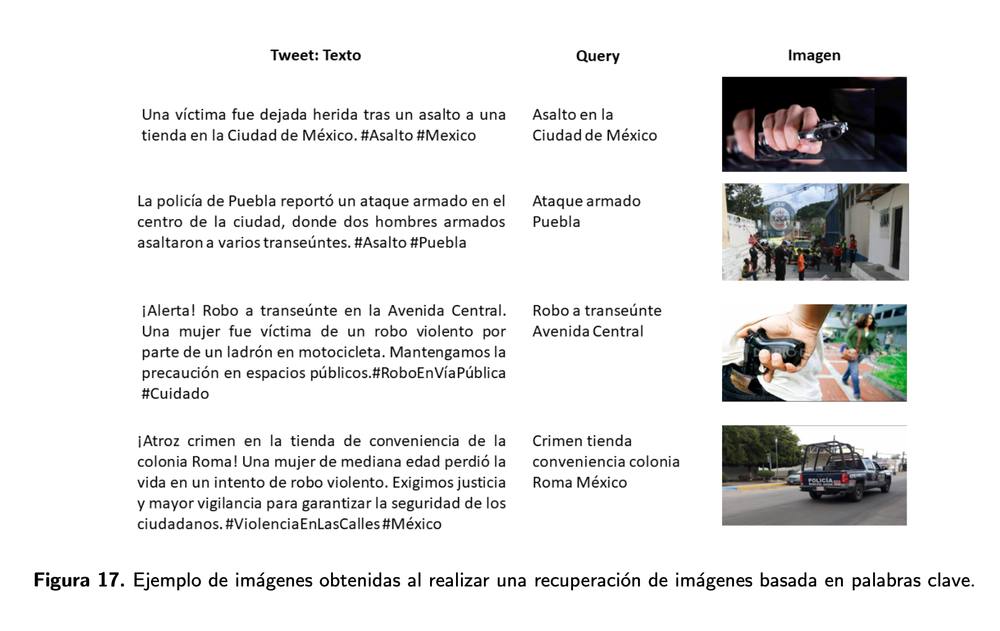 Tweet: Texto
Query
Imagen
Una víctima fue dejada herida tras un asalto a una
tienda en la Ciudad de México. #Asalto #Mexico
Asalto en la
Ciudad de México
La policía de Puebla reportó un ataque armado en el
centro de la ciudad, donde dos hombres armados
asaltaron a varios transeúntes. #Asalto #Puebla
Ataque armado
Puebla
CBM
¡Alerta! Robo a transeúnte en la Avenida Central.
Una mujer fue víctima de un robo violento por
parte de un ladrón en motocicleta. Mantengamos la
precaución en espacios públicos.#RoboEnVíaPública
#Cuidado
Robo a transeúnte
Avenida Central
¡Atroz crimen en la tienda de conveniencia de la
colonia Roma! Una mujer de mediana edad perdió la
vida en un intento de robo violento. Exigimos justicia
y mayor vigilancia para garantizar la seguridad de los
ciudadanos. #ViolenciaEnLasCalles #México
Crimen tienda
conveniencia colonia
Roma México
POLICÍA
Figura 17. Ejemplo de imágenes obtenidas al realizar una recuperación de imágenes basada en palabras clave.